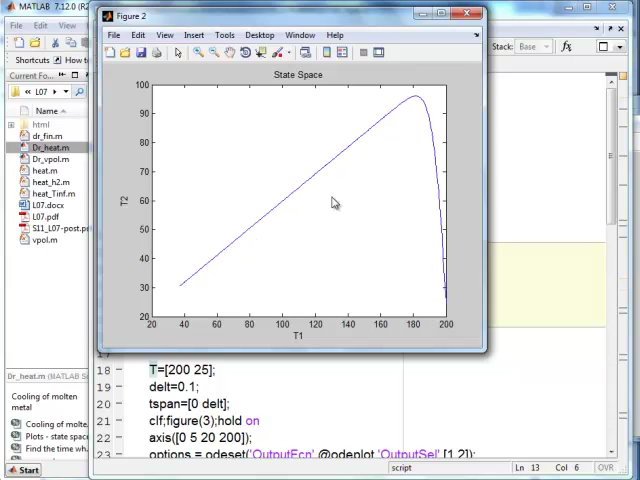 MATLAB 7.12.0 (R2
Figure 2
File Edit View
File Edit View Insert Tools Desktop Window Help
Stack: Base
Shortcuts How to
Current Fo...
L07
Name
html
dr_fin.m
Dr_heat.m
Dr_vpol.m
heat.m
heat_h2.m
heat_Tinf.m
L07.docx
L07.pdf
S11_L07-post.p
vpol.m
State Space
100
90
80
70
60
50
40
30
20
T2
20 40 60 80 100 120 140 160 180 200
T1
17
18 T=[200 25];
19 delt=0.1;
20 tspan=[0 delt];
21 clf;figure(3);hold on
22 axis([0 5 20 200]);
23 options = odeset('OutputFcn',@odeplot,'OutputSel',[1 2]);
Dr_heat.m (MATLAB S
Cooling of molten
metal
Cooling of molte..
Plots - state spac
Find the time wh..
Start
script
Ln 13 Col 6 OVR